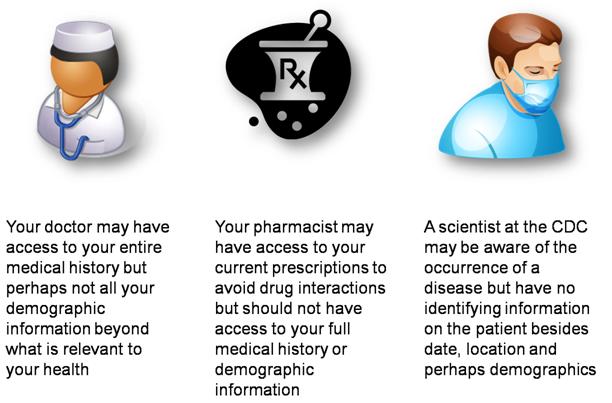 Rx
Your doctor may have
access to your entire
medical history but
perhaps not all your
demographic
information beyond
what is relevant to
your health
Your pharmacist may
have access to your
current prescriptions to
avoid drug interactions
but should not have
access to your full
medical history or
demographic
information
A scientist at the CDC
may be aware of the
occurrence of a
disease but have no
identifying information
on the patient besides
date, location and
perhaps demographics